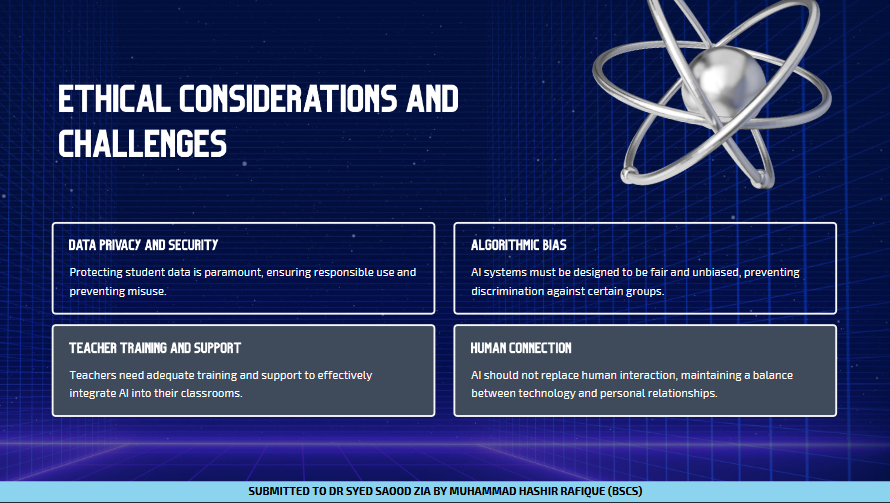 ETHICAL CONSIDERATIONS AND
CHALLENGES
DATA PRIVACY AND SECURITY
Protecting student data is paramount, ensuring responsible use and
preventing misuse.
ALGORITHMIC BIAS
AI systems must be designed to be fair and unbiased, preventing
discrimination against certain groups.
TEACHER TRAINING AND SUPPORT
Teachers need adequate training and support to effectively
integrate AI into their classrooms.
HUMAN CONNECTION
AI should not replace human interaction, maintaining a balance
between technology and personal relationships.
SUBMITTED TO DR SYED SAOOD ZIA BY MUHAMMAD HASHIR RAFIQUE (BSCS)